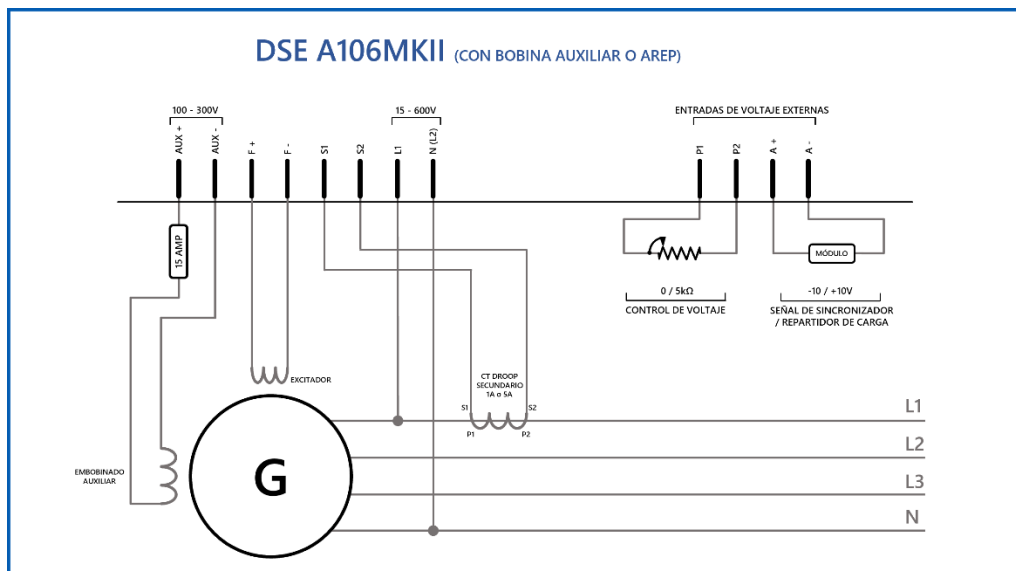 DSE A106MKII (CON BOBINA AUXILIAR O AREP)
100 - 300V
15 - 600V
ENTRADAS DE VOLTAJE EXTERNAS
AUX +
AUX -
F +
F -
S1
S2
L1
N (L2)
P1
P2
A +
A -
15 AMP
MÓDULO
0 / 5kΩ
CONTROL DE VOLTAJE
-10 / +10V
SEÑAL DE SINCRONIZADOR
/ REPARTIDOR DE CARGA
EXCITADOR
CT DROOP
SECUNDARIO
1A o 5A
S1
S2
P1
P2
L1
L2
L3
N
EMBOBINADO
AUXILIAR
G